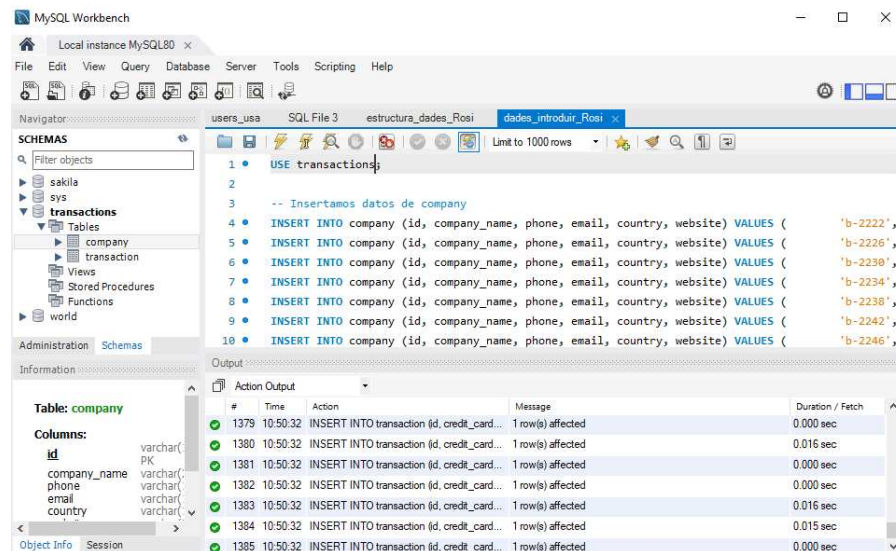 MySQL Workbench
Local instance MySQL80
File Edit View Query Database Server Tools Scripting Help
Navigator
SCHEMAS
Filter objects
sakila
sys
transactions
Tables
company
transaction
Views
Stored Procedures
Functions
world
Administration Schemas
Information
Table: company
Columns:
id varchar(
PK
company_name varchar(
phone varchar(
email varchar(
country varchar(
Object Info Session
users_usa SQL File 3 estructura_dades_Rosi dades_introduir_Rosi
Limit to 1000 rows
1 USE transactions;
2
3 -- Insertamos datos de company
4 INSERT INTO company (id, company_name, phone, email, country, website) VALUES ( 'b-2222',
5 INSERT INTO company (id, company_name, phone, email, country, website) VALUES ( 'b-2226',
6 INSERT INTO company (id, company_name, phone, email, country, website) VALUES ( 'b-2230',
7 INSERT INTO company (id, company_name, phone, email, country, website) VALUES ( 'b-2234',
8 INSERT INTO company (id, company_name, phone, email, country, website) VALUES ( 'b-2238',
9 INSERT INTO company (id, company_name, phone, email, country, website) VALUES ( 'b-2242',
10 INSERT INTO company (id, company_name, phone, email, country, website) VALUES ( 'b-2246',
Output
Action Output
# Time Action Message Duration / Fetch
1379 10:50:32 INSERT INTO transaction (id, credit_card... 1 row(s) affected 0.000 sec
1380 10:50:32 INSERT INTO transaction (id, credit_card... 1 row(s) affected 0.016 sec
1381 10:50:32 INSERT INTO transaction (id, credit_card... 1 row(s) affected 0.000 sec
1382 10:50:32 INSERT INTO transaction (id, credit_card... 1 row(s) affected 0.000 sec
1383 10:50:32 INSERT INTO transaction (id, credit_card... 1 row(s) affected 0.016 sec
1384 10:50:32 INSERT INTO transaction (id, credit_card... 1 row(s) affected 0.015 sec
1385 10:50:32 INSERT INTO transaction (id, credit_card... 1 row(s) affected 0.000 sec